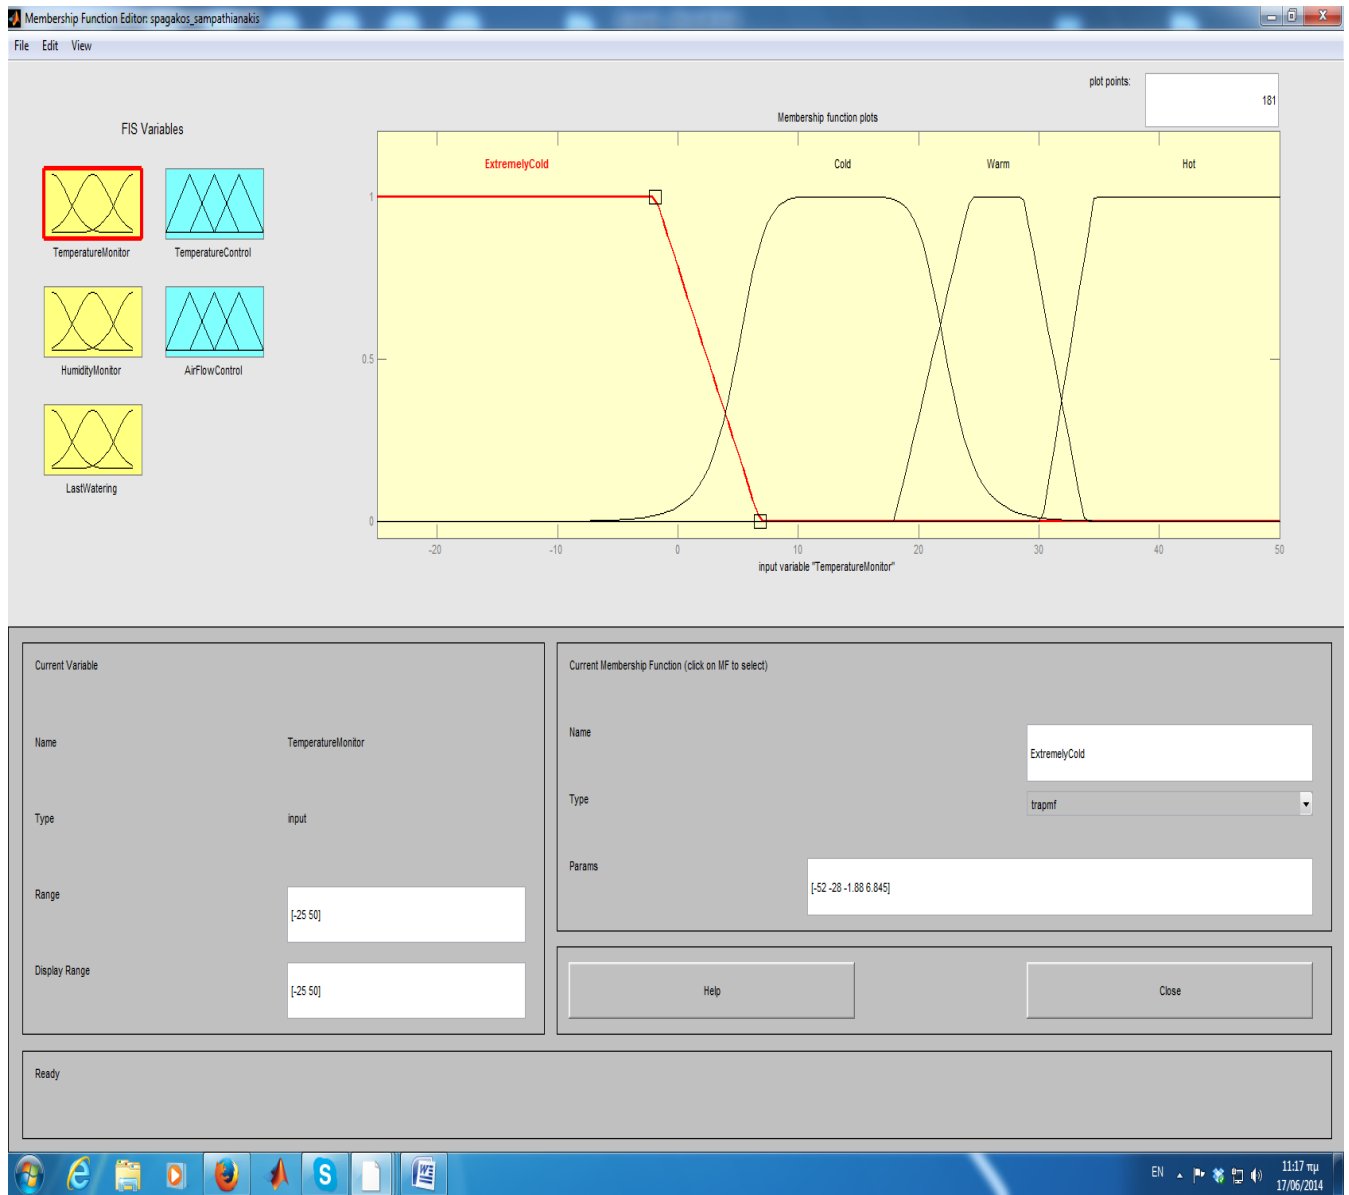 Membership Function Editor: spagakos_sampathianakis
File Edit View
plot points:
181
FIS Variables
Membership function plots
ExtremelyCold Cold Warm Hot
TemperatureMonitor TemperatureControl
HumidityMonitor AirFlowControl
LastWatering
1
0.5
0
-20 -10 0 10 20 30 40 50
input variable "TemperatureMonitor"
Current Variable
Name TemperatureMonitor
Type input
Range [-25 50]
Display Range [-25 50]
Current Membership Function (click on MF to select)
Name ExtremelyCold
Type trapmf
Params [-52 -28 -1.88 6.845]
Help Close
Ready
EN 11:17 πμ
17/06/2014